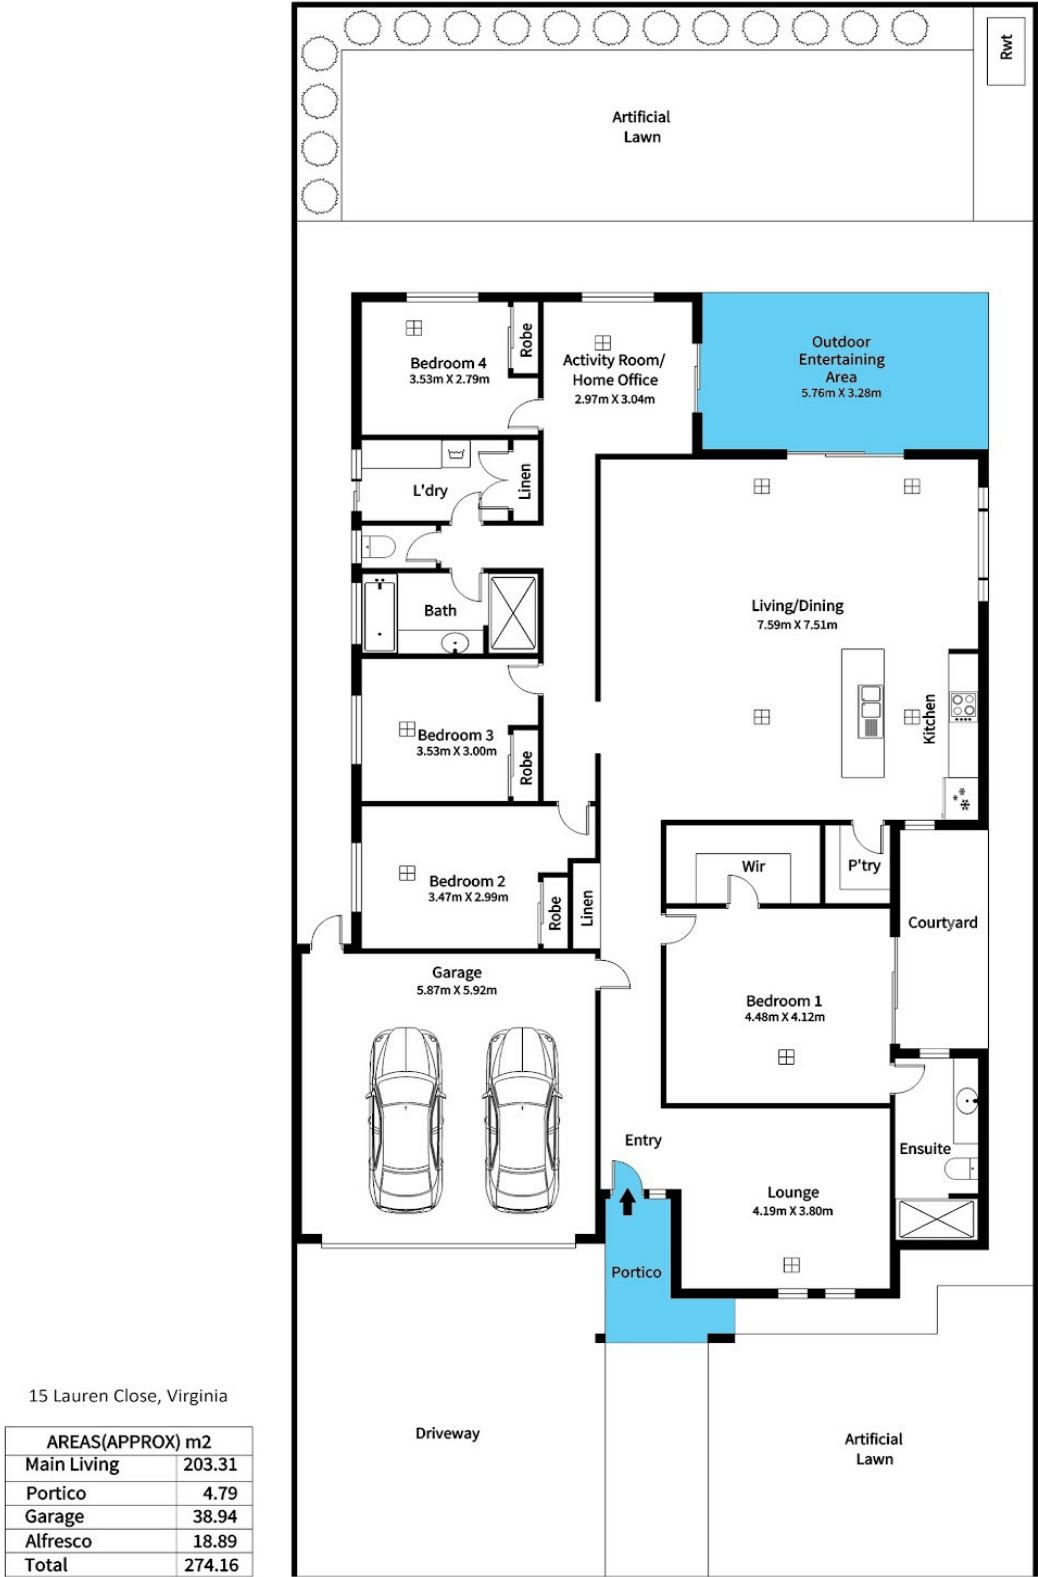 Rwt
Artificial
Lawn
Bedroom 4
3.53m X 2.79m
Robe
Activity Room/
Home Office
2.97m X 3.04m
Outdoor
Entertaining
Area
5.76m X 3.28m
L'dry
Linen
Bath
Living/Dining
7.59m X 7.51m
Kitchen
Bedroom 3
3.53m X 3.00m
Robe
Bedroom 2
3.47m X 2.99m
Robe
Linen
Wir
P'try
Courtyard
Garage
5.87m X 5.92m
Bedroom 1
4.48m X 4.12m
Entry
Ensuite
Lounge
4.19m X 3.80m
Portico
Driveway
Artificial
Lawn
15 Lauren Close, Virginia
AREAS(APPROX) m2
Main Living 203.31
Portico 4.79
Garage 38.94
Alfresco 18.89
Total 274.16